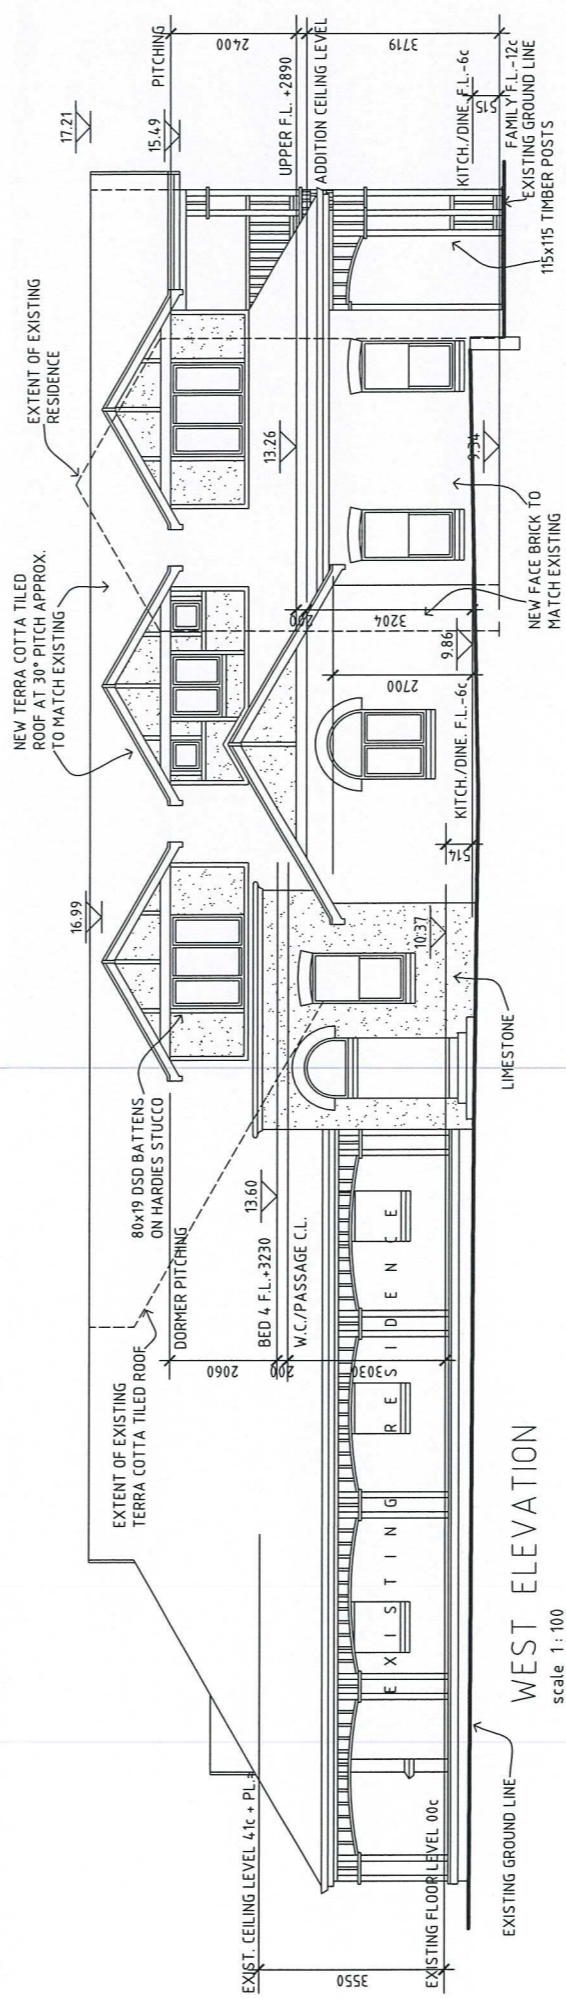 17.21
15.49
PITCHING
2400
UPPER F.L. +2890
ADDITION CEILING LEVEL
3719
KITCH./DINE. F.L.-6c
515
FAMILY F.L.-12c
EXISTING GROUND LINE
115x115 TIMBER POSTS
EXTENT OF EXISTING
RESIDENCE
13.26
9.34
NEW TERRA COTTA TILED
ROOF AT 30° PITCH APPROX.
TO MATCH EXISTING
200
3204
2700
9.86
NEW FACE BRICK TO
MATCH EXISTING
KITCH./DINE. F.L.-6c
514
16.99
10.37
LIMESTONE
80x19 DSD BATTENS
ON HARDIES STUCCO
DORMER PITCHING
13.60
BED 4 F.L.+3230
W.C./PASSAGE C.L.
2060
200
3030
EXTENT OF EXISTING
TERRA COTTA TILED ROOF
EXISTING RESIDENCE
EXIST. CEILING LEVEL 41c + PL.
3550
EXISTING FLOOR LEVEL 00c
EXISTING GROUND LINE
WEST ELEVATION
scale 1:100